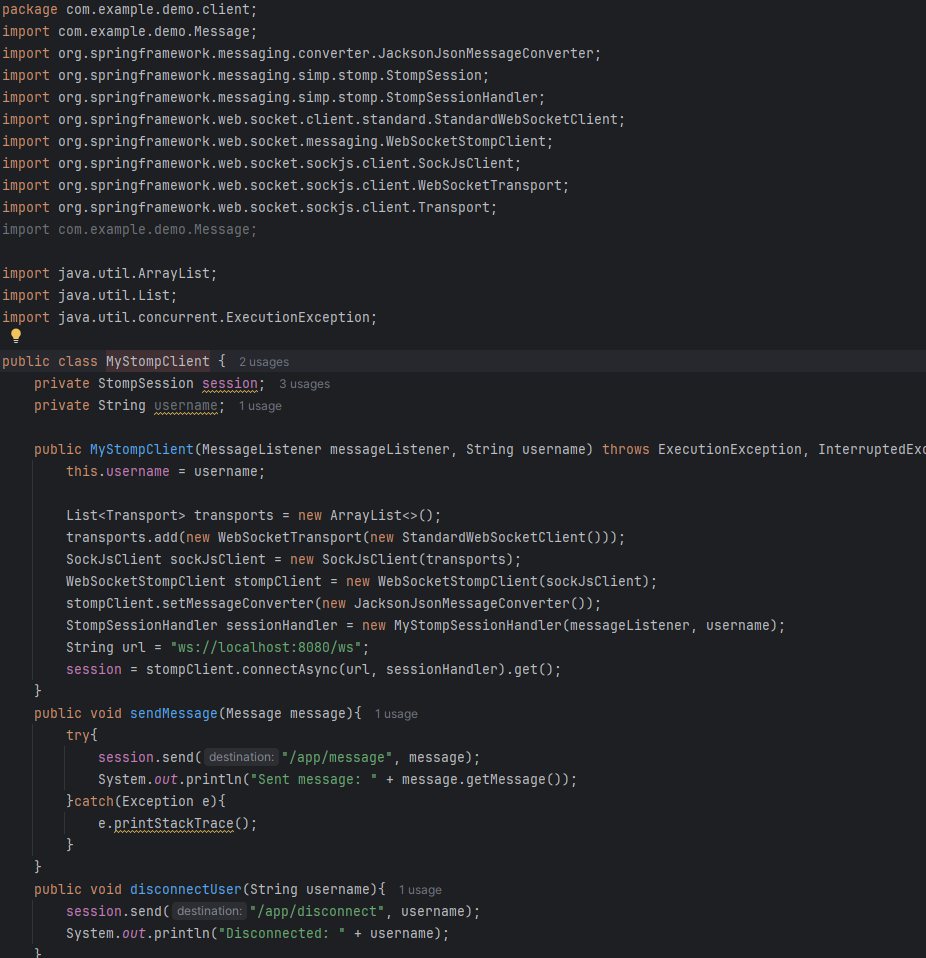 package com.example.demo.client;
import com.example.demo.Message;
import org.springframework.messaging.converter.JacksonJsonMessageConverter;
import org.springframework.messaging.simp.stomp.StompSession;
import org.springframework.messaging.simp.stomp.StompSessionHandler;
import org.springframework.web.socket.client.standard.StandardWebSocketClient;
import org.springframework.web.socket.messaging.WebSocketStompClient;
import org.springframework.web.socket.sockjs.client.SockJsClient;
import org.springframework.web.socket.sockjs.client.WebSocketTransport;
import org.springframework.web.socket.sockjs.client.Transport;
import com.example.demo.Message;

import java.util.ArrayList;
import java.util.List;
import java.util.concurrent.ExecutionException;

public class MyStompClient { 2 usages
    private StompSession session; 3 usages
    private String username; 1 usage

    public MyStompClient(MessageListener messageListener, String username) throws ExecutionException, InterruptedExc
        this.username = username;

        List<Transport> transports = new ArrayList<>();
        transports.add(new WebSocketTransport(new StandardWebSocketClient()));
        SockJsClient sockJsClient = new SockJsClient(transports);
        WebSocketStompClient stompClient = new WebSocketStompClient(sockJsClient);
        stompClient.setMessageConverter(new JacksonJsonMessageConverter());
        StompSessionHandler sessionHandler = new MyStompSessionHandler(messageListener, username);
        String url = "ws://localhost:8080/ws";
        session = stompClient.connectAsync(url, sessionHandler).get();
    }
    public void sendMessage(Message message){ 1 usage
        try{
            session.send( destination: "/app/message", message);
            System.out.println("Sent message: " + message.getMessage());
        }catch(Exception e){
            e.printStackTrace();
        }
    }
    public void disconnectUser(String username){ 1 usage
        session.send( destination: "/app/disconnect", username);
        System.out.println("Disconnected: " + username);
    }